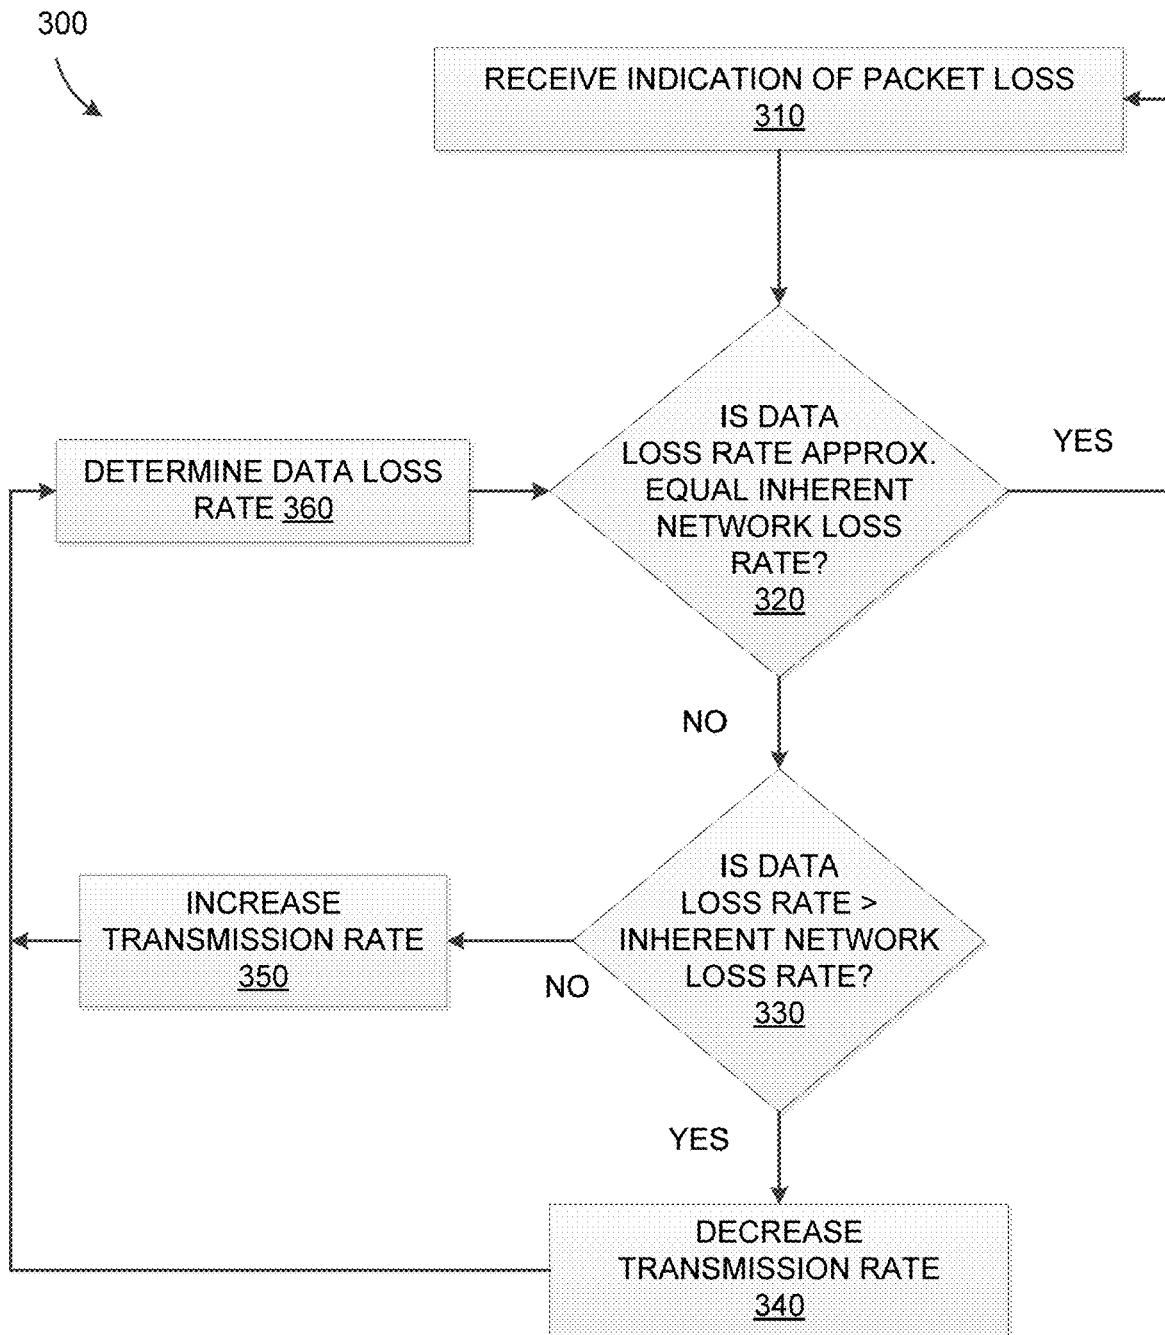 300
RECEIVE INDICATION OF PACKET LOSS
310
IS DATA
LOSS RATE APPROX.
EQUAL INHERENT
NETWORK LOSS
RATE?
320
YES
DETERMINE DATA LOSS
RATE 360
NO
IS DATA
LOSS RATE >
INHERENT NETWORK
LOSS RATE?
330
INCREASE
TRANSMISSION RATE
350
NO
YES
DECREASE
TRANSMISSION RATE
340